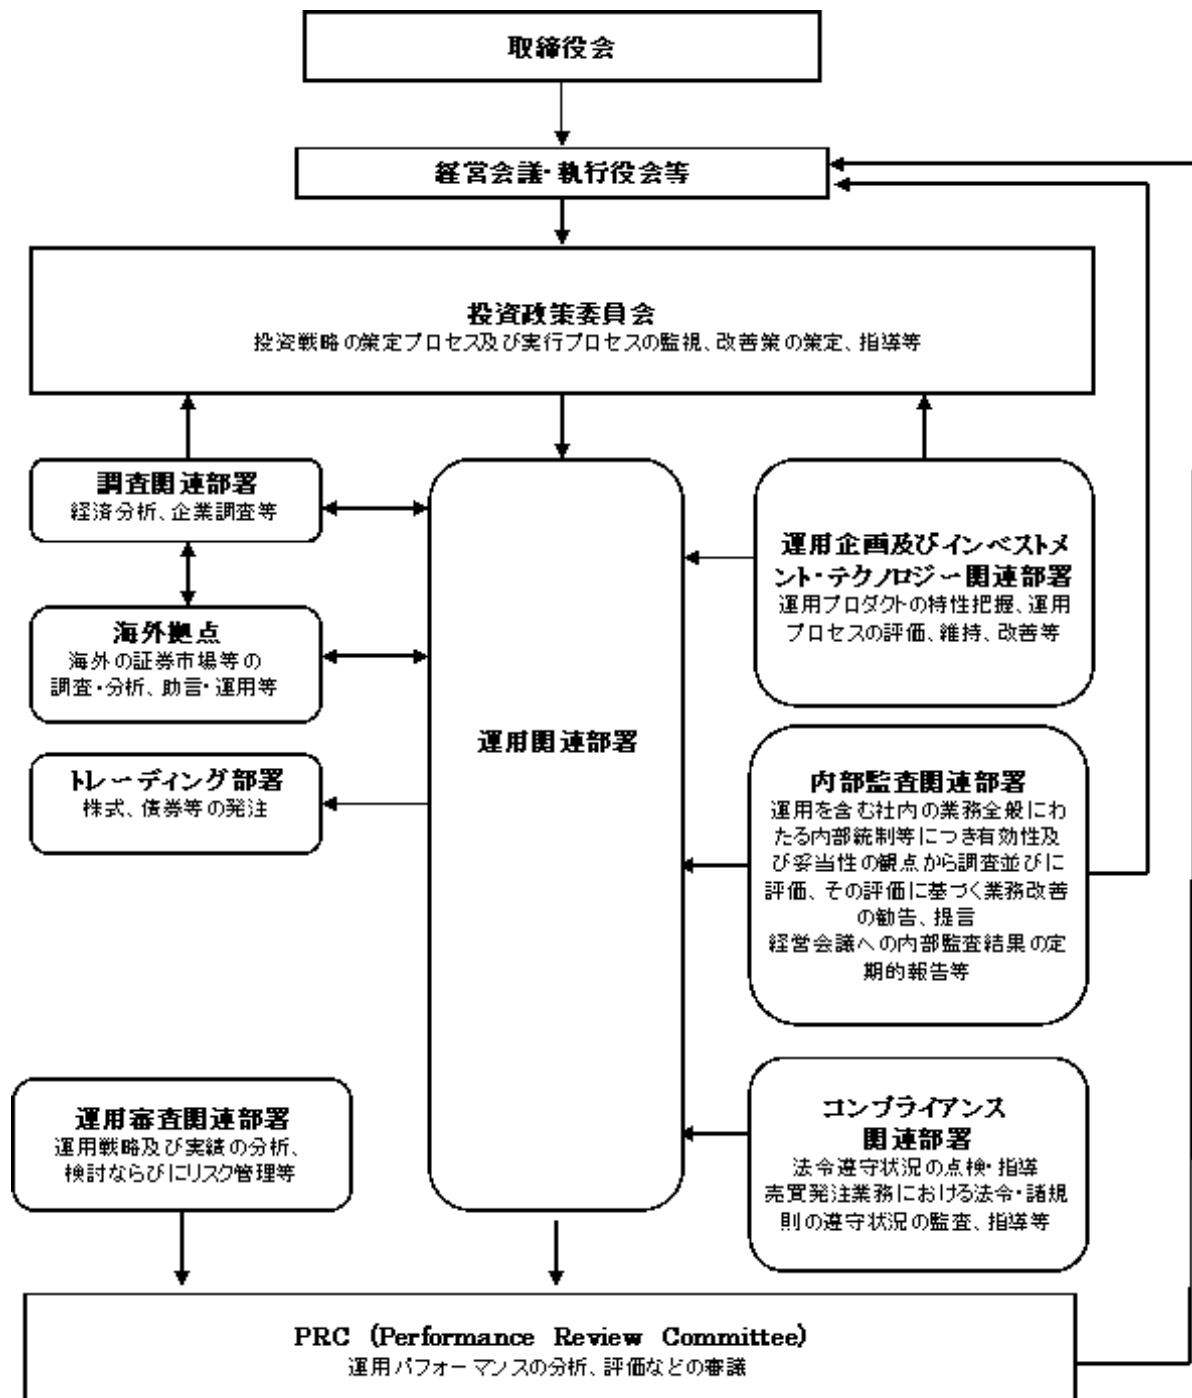 取締役会
経営会議・執行役会等
投資政策委員会
投資戦略の策定プロセス及び実行プロセスの監視、改善策の策定、指導等
調査関連部署
経済分析、企業調査等
海外拠点
海外の証券市場等の
調査・分析、助言・運用等
トレーディング部署
株式、債券等の発注
運用関連部署
運用企画及びインベストメ
ント・テクノロジー関連部署
運用プロダクトの特性把握、運用
プロセスの評価、維持、改善等
内部監査関連部署
運用を含む社内の業務全般にわ
たる内部統制等につき有効性及
び妥当性の観点から調査並びに
評価、その評価に基づく業務改善
の勧告、提言
経営会議への内部監査結果の定
期的報告等
運用審査関連部署
運用戦略及び実績の分析、
検討ならびにリスク管理等
コンプライアンス
関連部署
法令遵守状況の点検・指導
売買発注業務における法令・諸規
則の遵守状況の監査、指導等
PRC (Performance Review Committee)
運用パフォーマンスの分析、評価などの審議